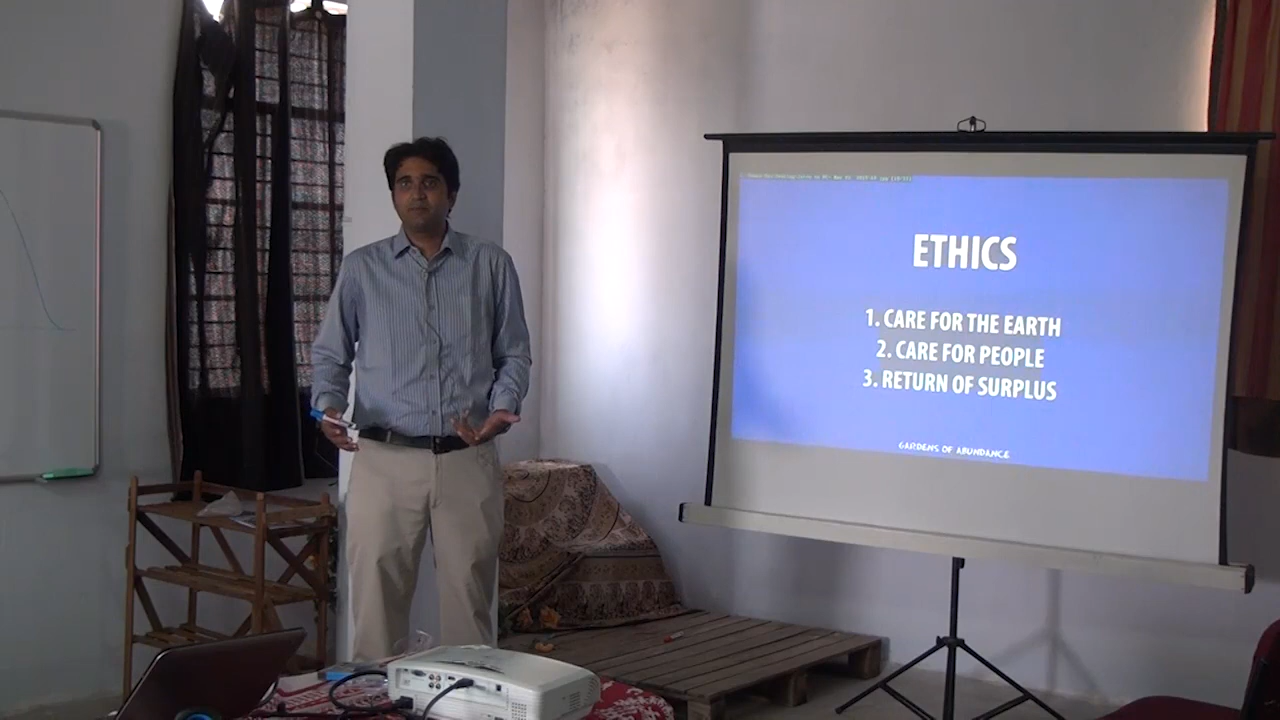 ETHICS
1. CARE FOR THE EARTH
2. CARE FOR PEOPLE
3. RETURN OF SURPLUS
GARDENS OF ABUNDANCE